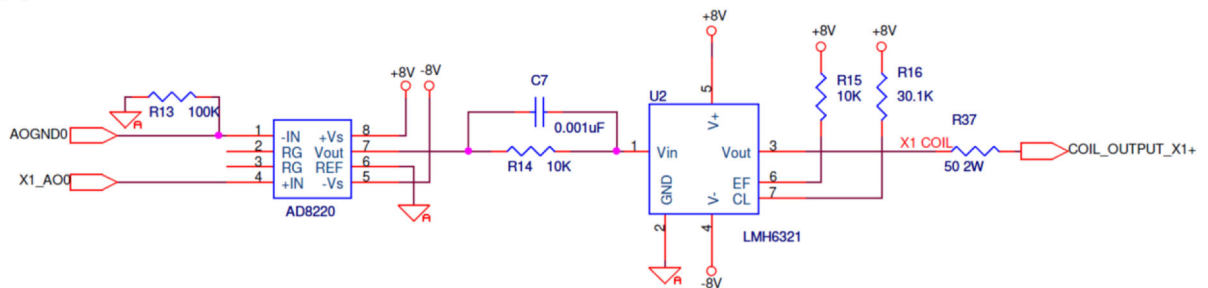 +8V
+8V
+8V
+8V
-8V
C7
U2
R15
10K
R16
30.1K
R13
100K
0.001uF
5
V+
R37
A
AOGND0
1
-IN
+Vs
8
2
RG
Vout
7
R14
10K
1
Vin
Vout
3
X1 COIL
COIL_OUTPUT_X1+
3
RG
REF
6
50 2W
X1_AO0
4
+IN
-Vs
5
EF
6
GND
V-
CL
7
A
AD8220
2
4
LMH6321
A
-8V